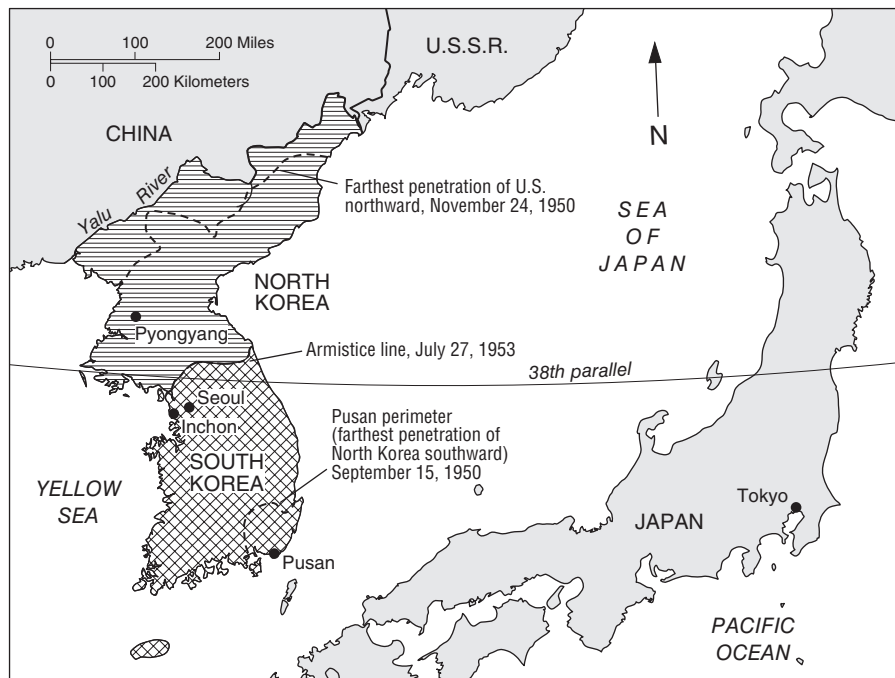 0 100 200 Miles
0 100 200 Kilometers
U.S.S.R.
N
CHINA
Yalu River
Farthest penetration of U.S.
northward, November 24, 1950
SEA
OF
JAPAN
NORTH
KOREA
Pyongyang
Armistice line, July 27, 1953
38th parallel
Seoul
Inchon
Pusan perimeter
(farthest penetration of
North Korea southward)
September 15, 1950
SOUTH
KOREA
YELLOW
SEA
Tokyo
JAPAN
Pusan
PACIFIC
OCEAN